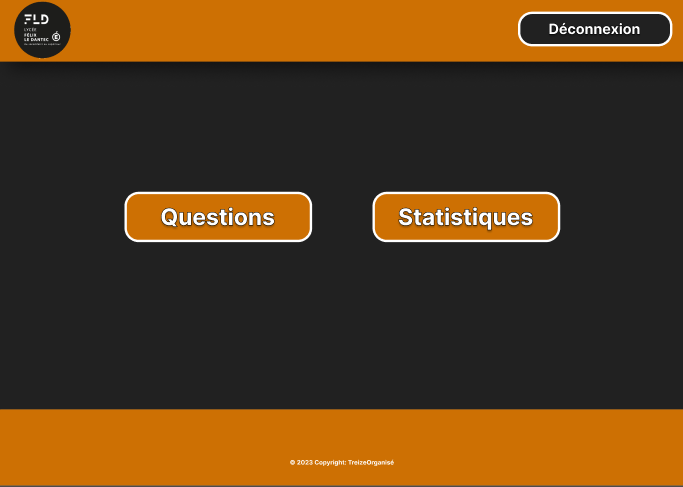 FLD
LYCÉE
FÉLIX
LE DANTEC
Déconnexion
Questions
Statistiques
© 2023 Copyright: TreizeOrganisé